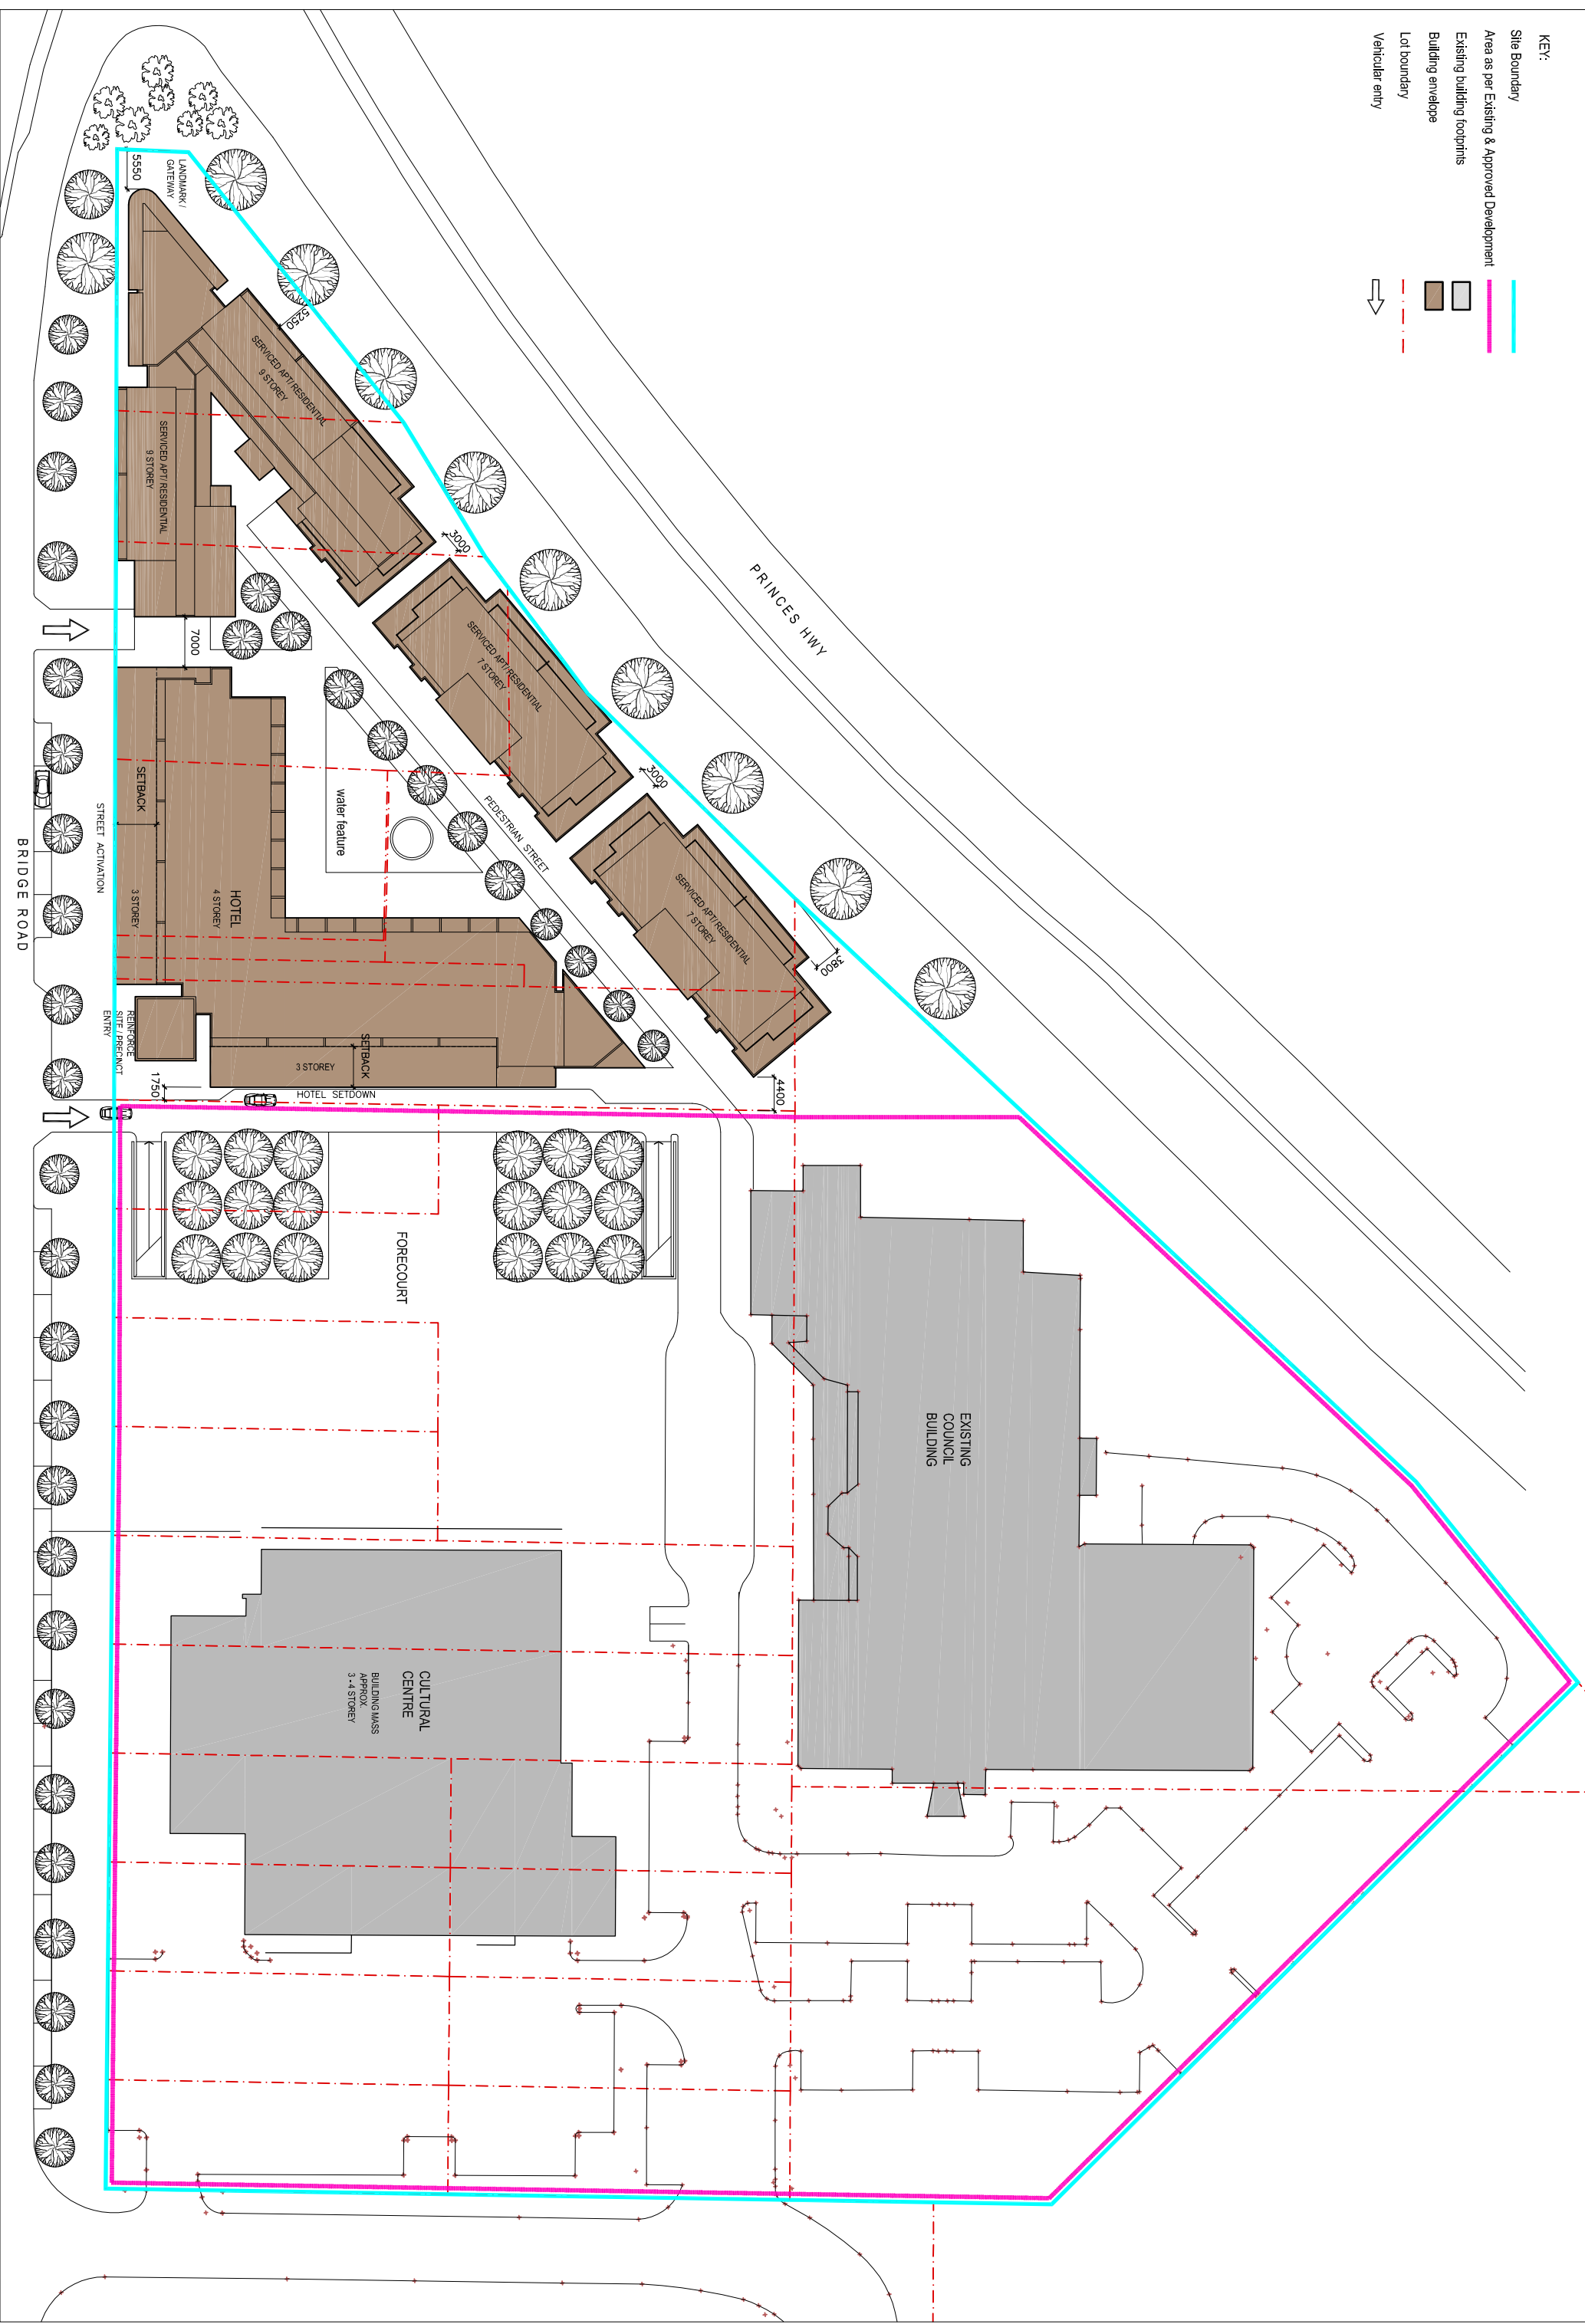 KEY:
Site Boundary
Area as per Existing & Approved Development
Existing building footprints
Building envelope
Lot boundary
Vehicular entry
PRINCES HWY
LANDMARK /
GATEWAY
5550
5250
SERVICED APT/ RESIDENTIAL
9 STOREY
SERVICED APT/ RESIDENTIAL
9 STOREY
3000
SERVICED APT/ RESIDENTIAL
7 STOREY
3000
SERVICED APT/ RESIDENTIAL
7 STOREY
3800
4400
7000
PEDESTRIAN STREET
water feature
HOTEL
4 STOREY
SETBACK
3 STOREY
STREET ACTIVATION
BRIDGE ROAD
SETBACK
3 STOREY
HOTEL SETDOWN
REINFORCE
SITE / PRECINCT
ENTRY
1750
FORECOURT
EXISTING
COUNCIL
BUILDING
CULTURAL
CENTRE
BUILDING MASS
APPROX.
3 - 4 STOREY